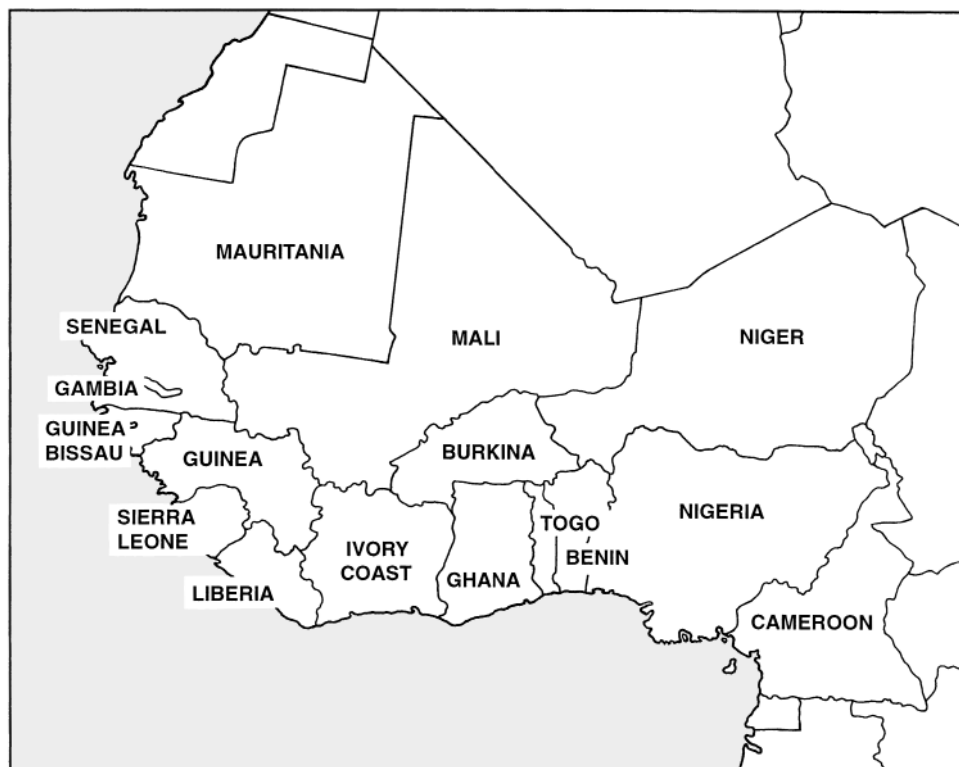 MAURITANIA
SENEGAL
MALI
NIGER
GAMBIA
GUINEA
BISSAU
GUINEA
BURKINA
SIERRA
LEONE
IVORY
COAST
TOGO
NIGERIA
BENIN
GHANA
LIBERIA
CAMEROON